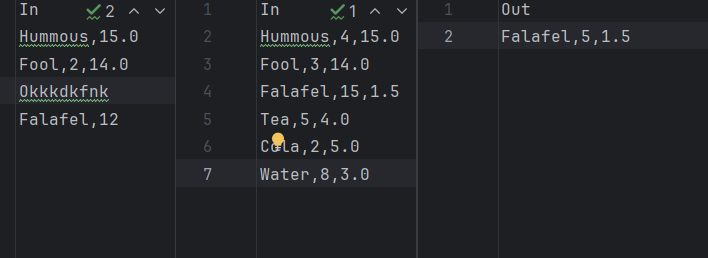 In 2
Hummous,15.0
Fool,2,14.0
Okkkdkfnk
Falafel,12
1 In 1
2 Hummous,4,15.0
3 Fool,3,14.0
4 Falafel,15,1.5
5 Tea,5,4.0
6 Cola,2,5.0
7 Water,8,3.0
1 Out
2 Falafel,5,1.5